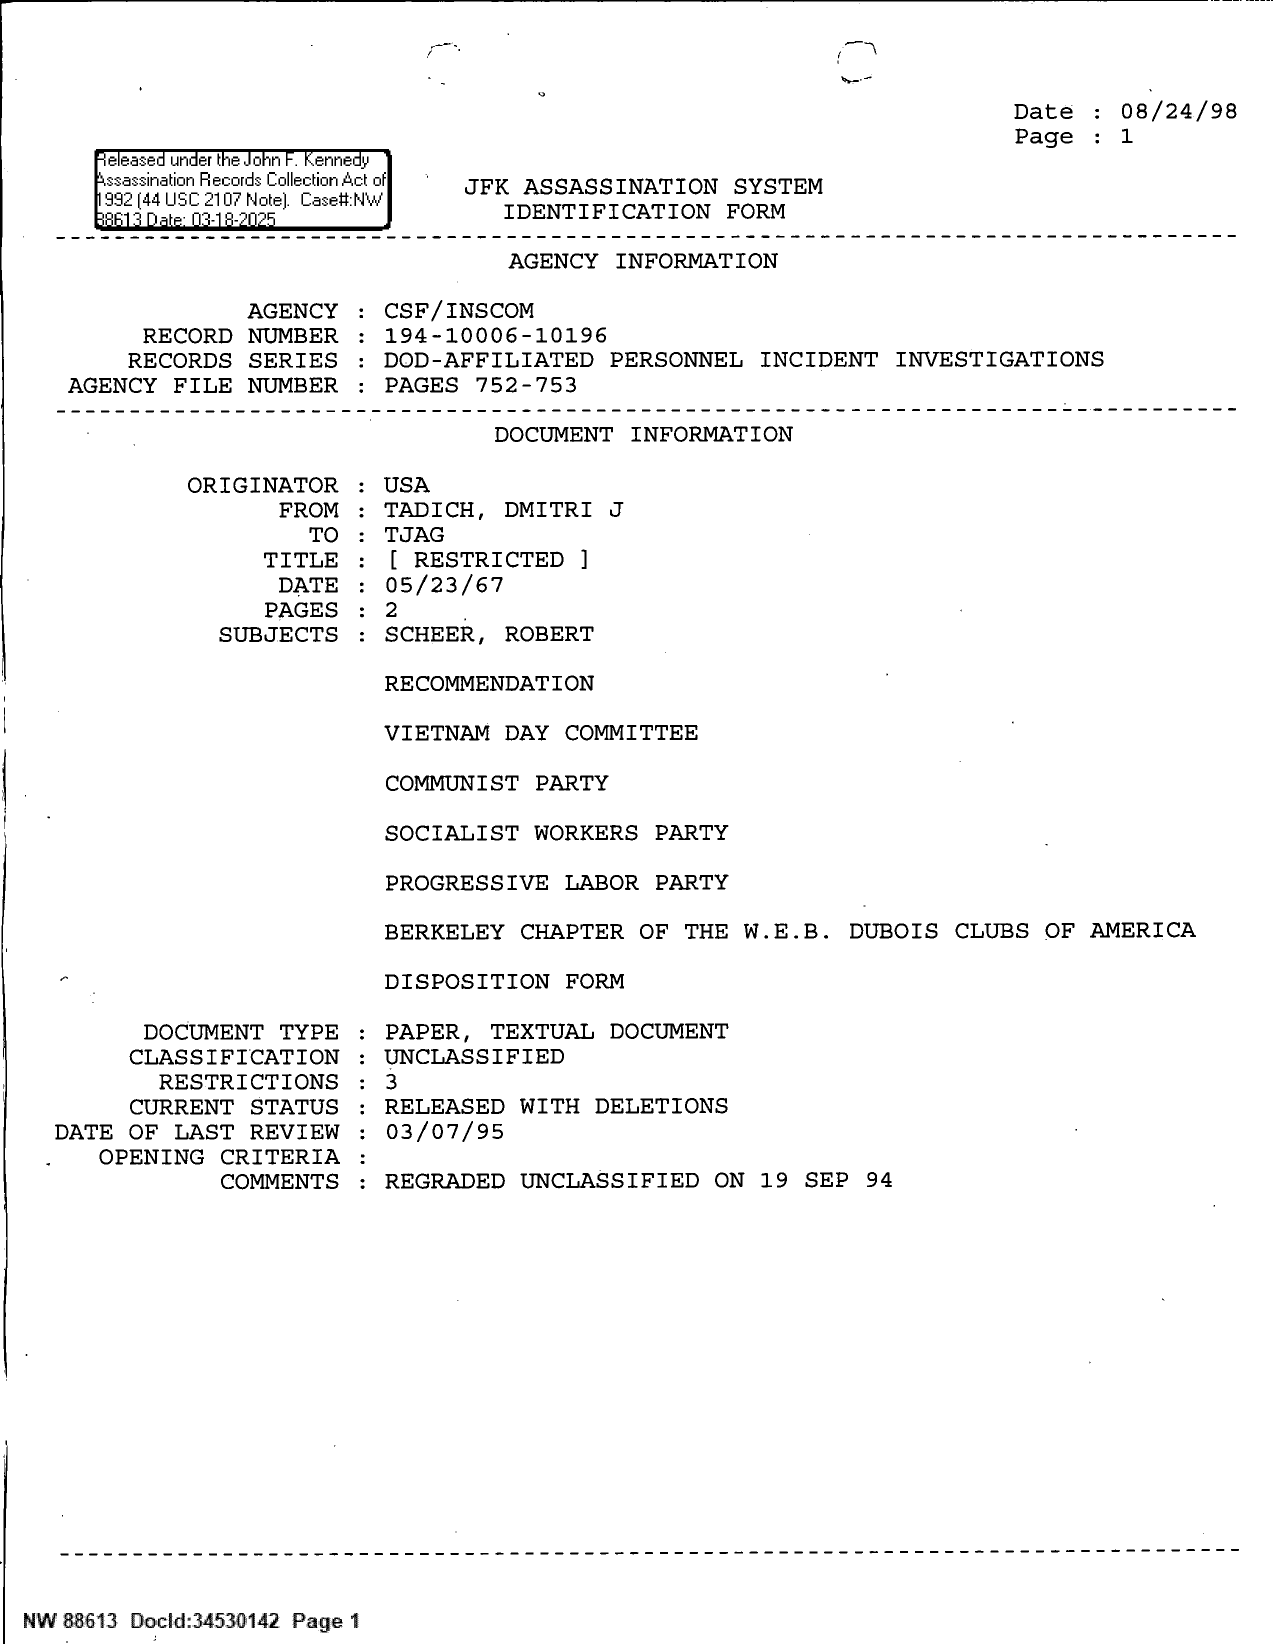 Date : 08/24/98
Page : 1
Released under the John F. Kennedy
Assassination Records Collection Act of
1992 (44 USC 2107 Note). Case#:NW
88613 Date: 03-18-2025
JFK ASSASSINATION SYSTEM
IDENTIFICATION FORM
AGENCY INFORMATION
AGENCY : CSF/INSCOM
RECORD NUMBER : 194-10006-10196
RECORDS SERIES : DOD-AFFILIATED PERSONNEL INCIDENT INVESTIGATIONS
AGENCY FILE NUMBER : PAGES 752-753
DOCUMENT INFORMATION
ORIGINATOR : USA
FROM : TADICH, DMITRI J
TO : TJAG
TITLE : [ RESTRICTED ]
DATE : 05/23/67
PAGES : 2
SUBJECTS : SCHEER, ROBERT
RECOMMENDATION
VIETNAM DAY COMMITTEE
COMMUNIST PARTY
SOCIALIST WORKERS PARTY
PROGRESSIVE LABOR PARTY
BERKELEY CHAPTER OF THE W.E.B. DUBOIS CLUBS OF AMERICA
DISPOSITION FORM
DOCUMENT TYPE : PAPER, TEXTUAL DOCUMENT
CLASSIFICATION : UNCLASSIFIED
RESTRICTIONS : 3
CURRENT STATUS : RELEASED WITH DELETIONS
DATE OF LAST REVIEW : 03/07/95
OPENING CRITERIA :
COMMENTS : REGRADED UNCLASSIFIED ON 19 SEP 94
NW 88613 DocId:34530142 Page 1